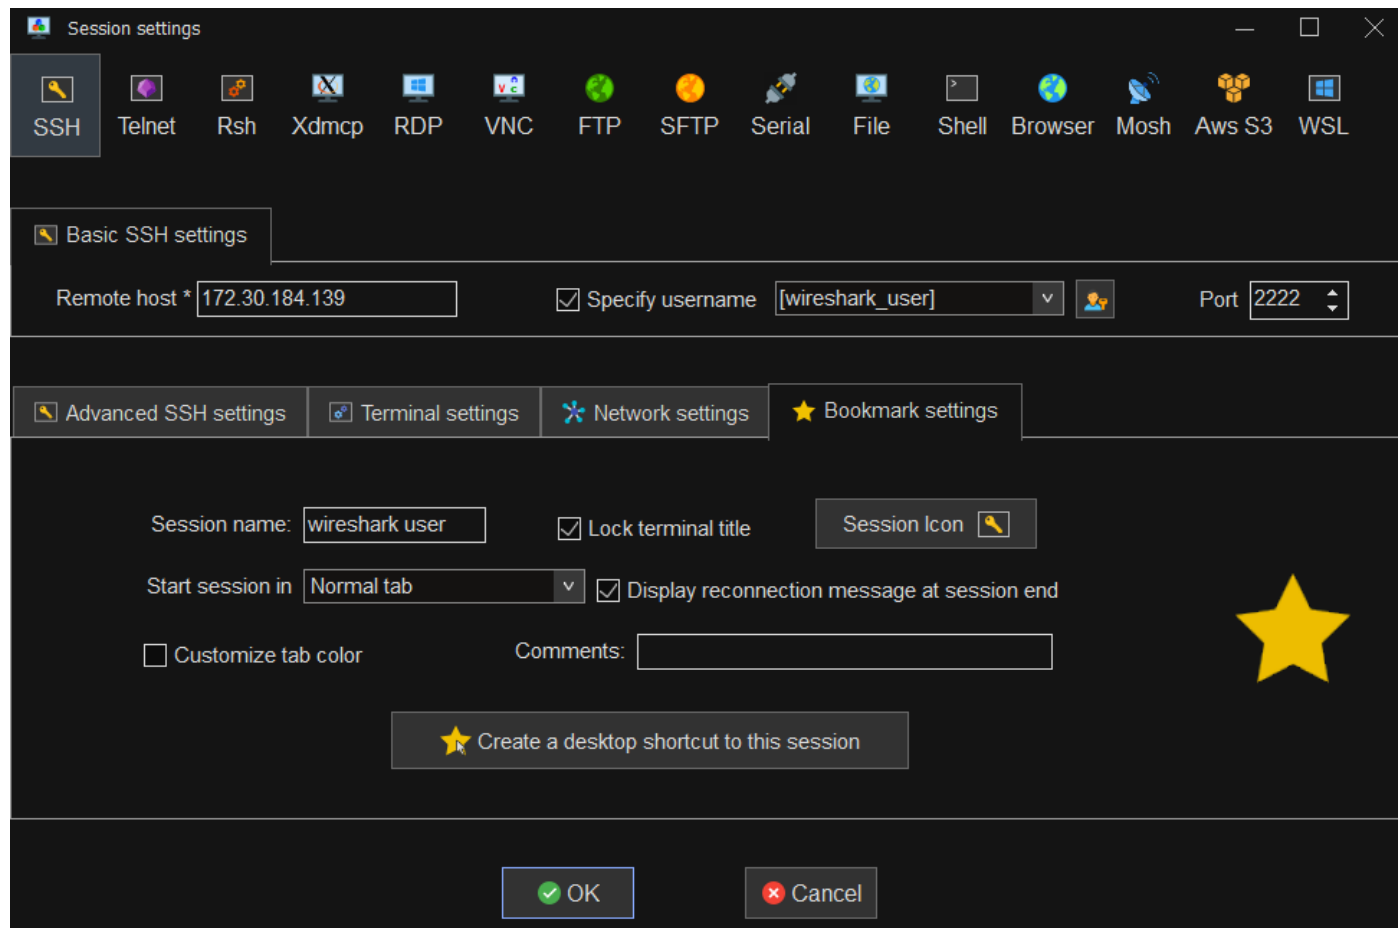 Session settings
SSH Telnet Rsh Xdmcp RDP VNC FTP SFTP Serial File Shell Browser Mosh Aws S3 WSL
Basic SSH settings
Remote host * 172.30.184.139 Specify username [wireshark_user] Port 2222
Advanced SSH settings Terminal settings Network settings Bookmark settings
Session name: wireshark user Lock terminal title Session Icon
Start session in Normal tab Display reconnection message at session end
Customize tab color Comments:
Create a desktop shortcut to this session
OK Cancel